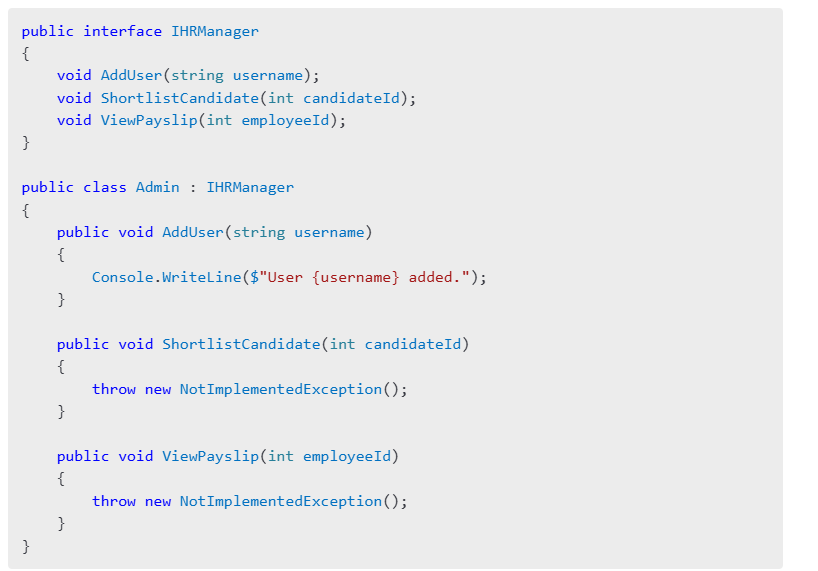 public interface IHRManager
{
    void AddUser(string username);
    void ShortlistCandidate(int candidateId);
    void ViewPayslip(int employeeId);
}

public class Admin : IHRManager
{
    public void AddUser(string username)
    {
        Console.WriteLine($"User {username} added.");
    }

    public void ShortlistCandidate(int candidateId)
    {
        throw new NotImplementedException();
    }

    public void ViewPayslip(int employeeId)
    {
        throw new NotImplementedException();
    }
}